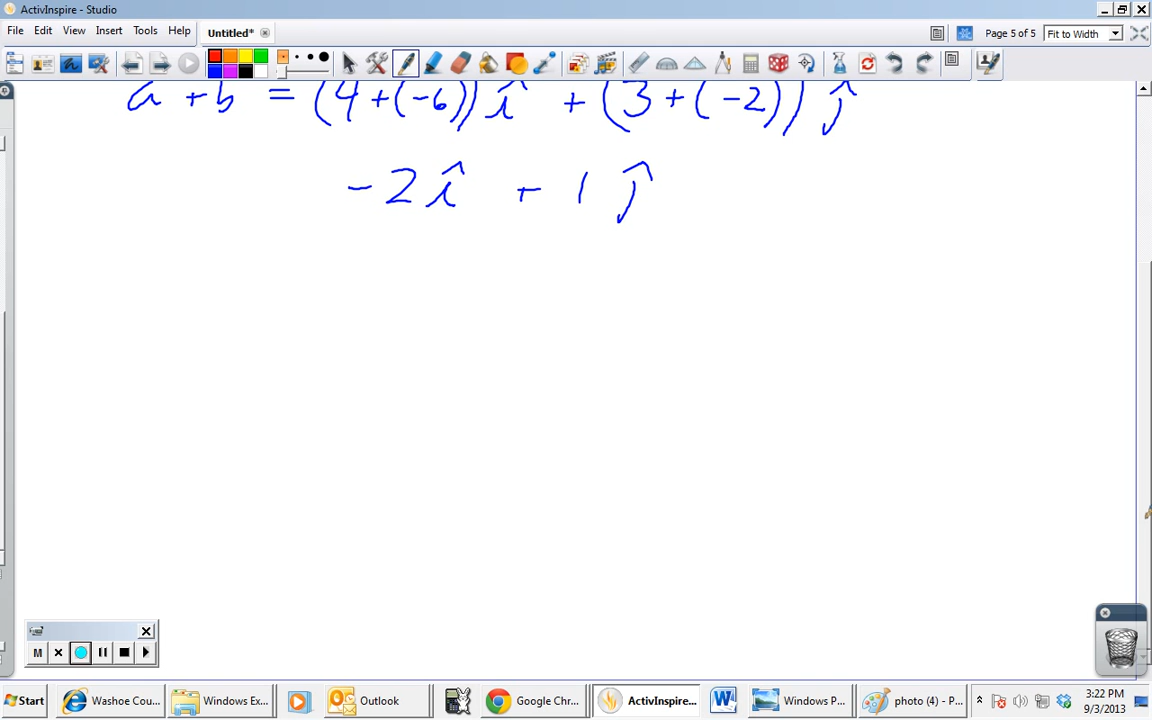 ActivInspire - Studio
File Edit View Insert Tools Help Untitled* Page 5 of 5 Fit to Width
a + b = (4 + (-6)) î + (3 + (-2)) ĵ
- 2 î + 1 ĵ
M
Start Washoe Cou... Windows Ex... Outlook Google Chr... ActivInspire... Windows P... photo (4) - P... 3:22 PM
9/3/2013